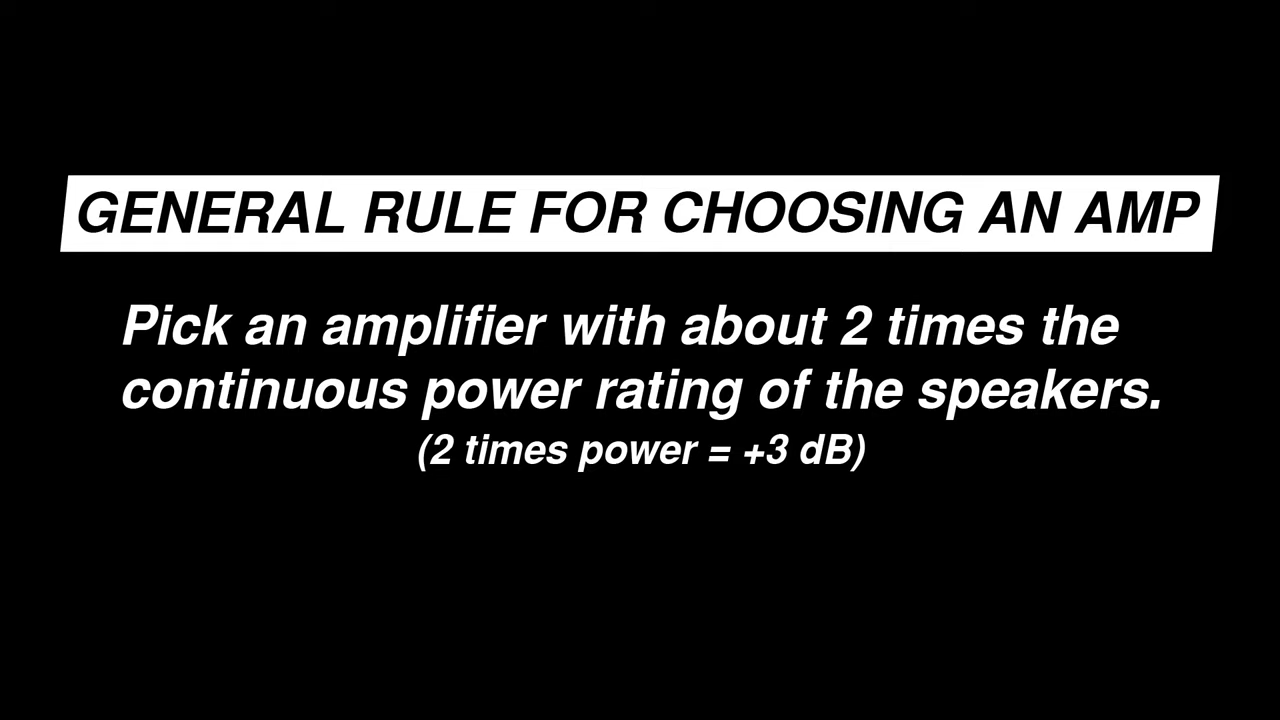 GENERAL RULE FOR CHOOSING AN AMP
Pick an amplifier with about 2 times the
continuous power rating of the speakers.
(2 times power = +3 dB)